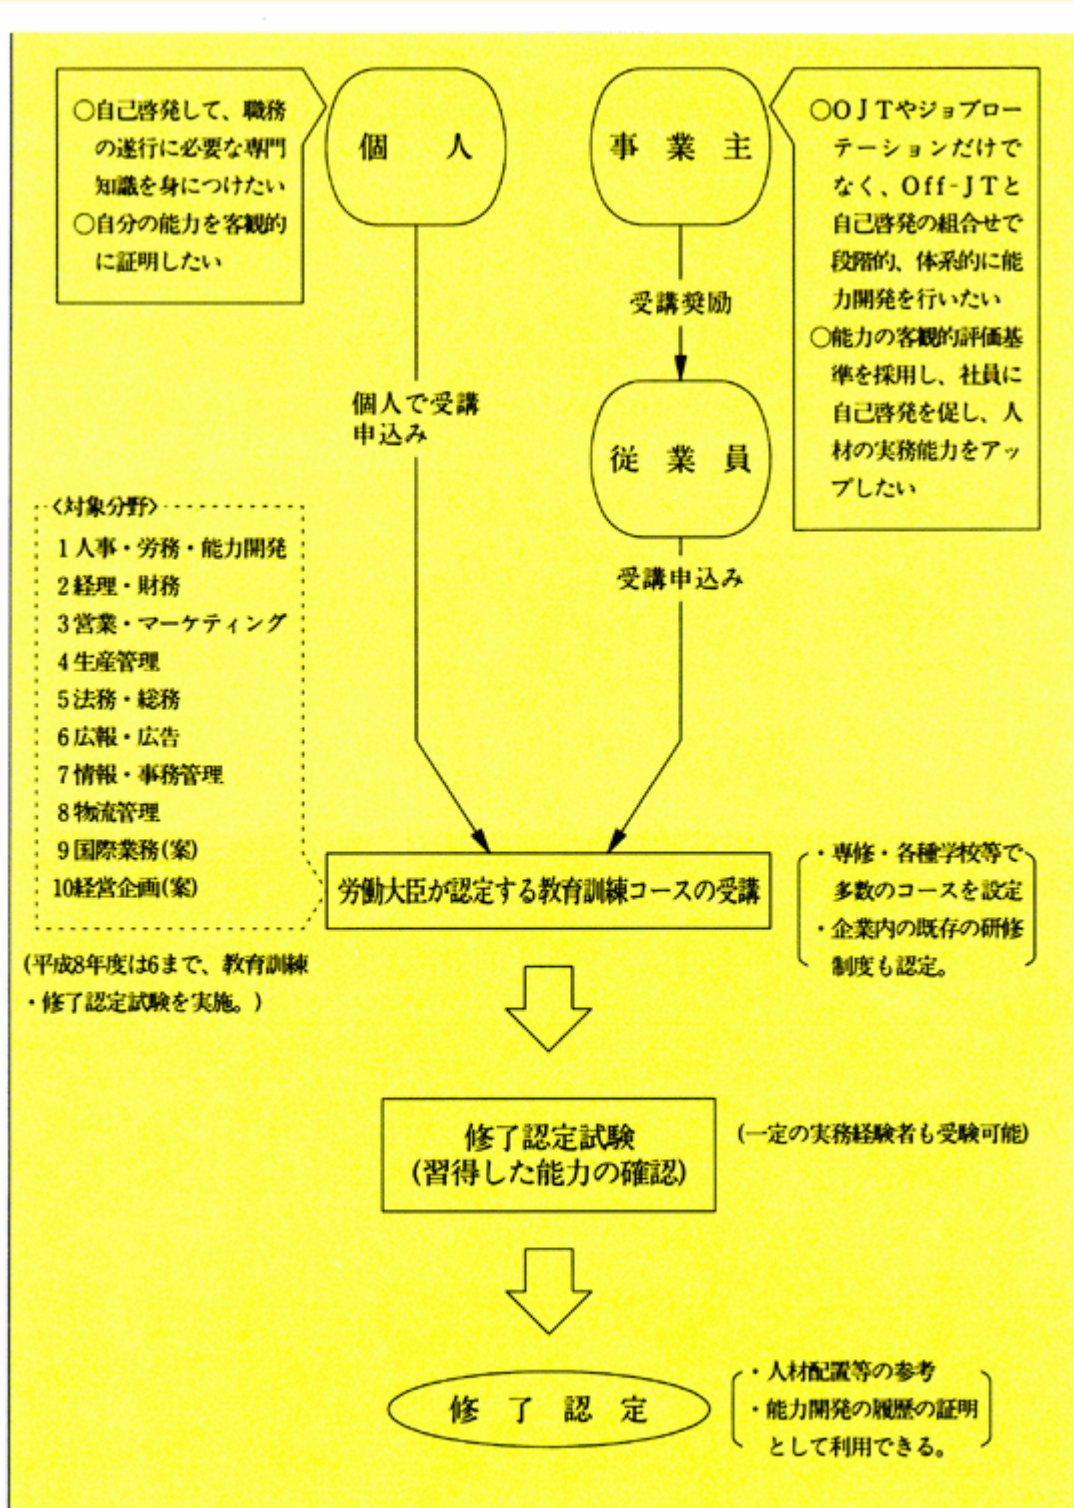 ○自己啓発して、職務
の遂行に必要な専門
知識を身につけたい
○自分の能力を客観的
に証明したい
個人
事業主
○OJTやジョブロー
テーションだけで
なく、Off-JTと
自己啓発の組合せで
段階的、体系的に能
力開発を行いたい
○能力の客観的評価基
準を採用し、社員に
自己啓発を促し、人
材の実務能力をアッ
プしたい
受講奨励
個人で受講
申込み
従業員
受講申込み
〈対象分野〉
1人事・労務・能力開発
2経理・財務
3営業・マーケティング
4生産管理
5法務・総務
6広報・広告
7情報・事務管理
8物流管理
9国際業務(案)
10経営企画(案)
(平成8年度は6まで、教育訓練
・修了認定試験を実施。)
労働大臣が認定する教育訓練コースの受講
・専修・各種学校等で
多数のコースを設定
・企業内の既存の研修
制度も認定。
修了認定試験
(習得した能力の確認)
(一定の実務経験者も受験可能)
修了認定
・人材配置等の参考
・能力開発の履歴の証明
として利用できる。